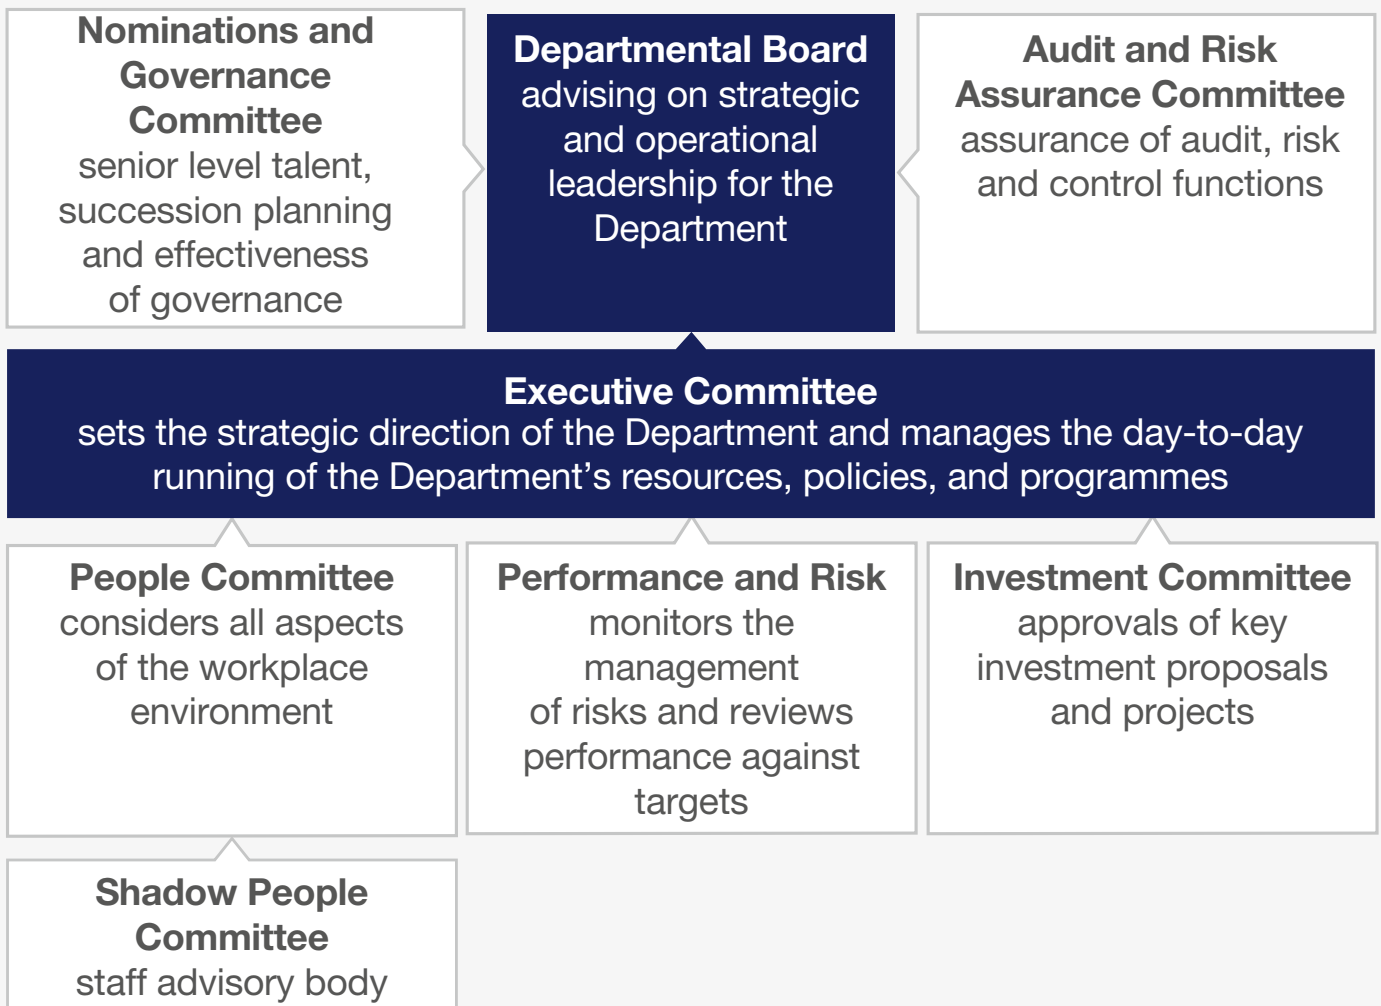 Nominations and
Governance
Committee
senior level talent,
succession planning
and effectiveness
of governance
Departmental Board
advising on strategic
and operational
leadership for the
Department
Audit and Risk
Assurance Committee
assurance of audit, risk
and control functions
Executive Committee
sets the strategic direction of the Department and manages the day-to-day
running of the Department’s resources, policies, and programmes
People Committee
considers all aspects
of the workplace
environment
Performance and Risk
monitors the
management
of risks and reviews
performance against
targets
Investment Committee
approvals of key
investment proposals
and projects
Shadow People
Committee
staff advisory body